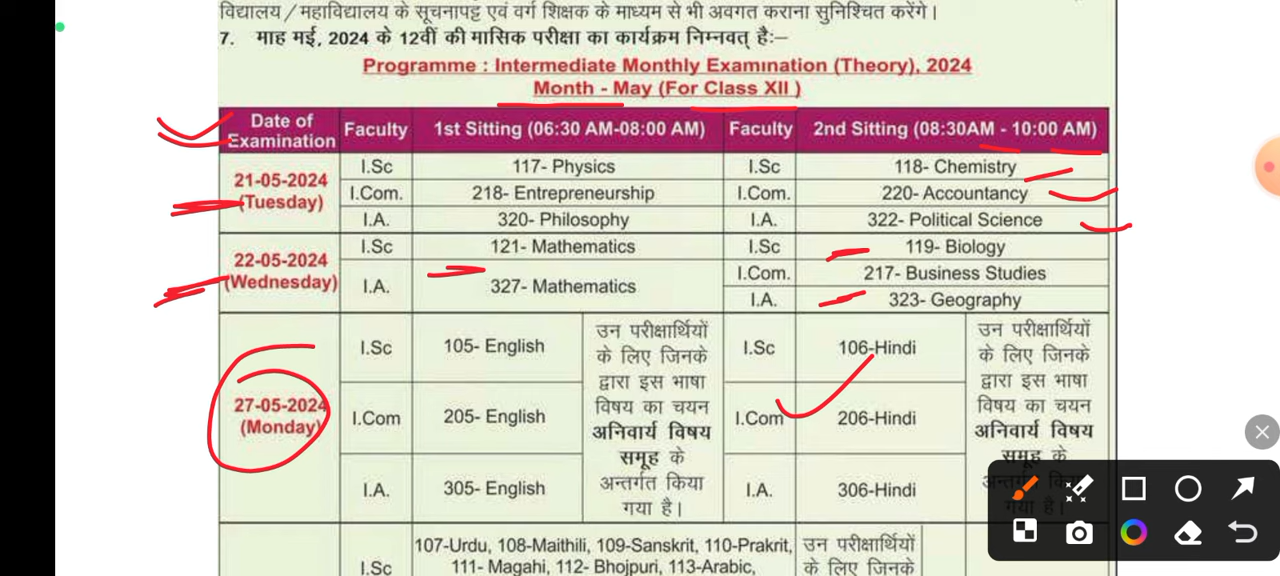 विद्यालय/महाविद्यालय के सूचनापट्ट एवं वर्ग शिक्षक के माध्यम से भी अवगत कराना सुनिश्चित करेंगे।
7. माह मई, 2024 के 12वीं की मासिक परीक्षा का कार्यक्रम निम्नवत् है:–
Programme : Intermediate Monthly Examination (Theory), 2024
Month - May (For Class XII )
Date of Examination Faculty 1st Sitting (06:30 AM-08:00 AM) Faculty 2nd Sitting (08:30AM - 10:00 AM)
21-05-2024 (Tuesday) I.Sc 117- Physics I.Sc 118- Chemistry
I.Com. 218- Entrepreneurship I.Com. 220- Accountancy
I.A. 320- Philosophy I.A. 322- Political Science
22-05-2024 (Wednesday) I.Sc 121- Mathematics I.Sc 119- Biology
I.A. 327- Mathematics I.Com. 217- Business Studies
I.A. 323- Geography
27-05-2024 (Monday) I.Sc 105- English I.Sc 106-Hindi
I.Com 205- English I.Com 206-Hindi
I.A. 305- English I.A. 306-Hindi
उन परीक्षार्थियों
के लिए जिनके
द्वारा इस भाषा
विषय का चयन
अनिवार्य विषय
समूह के
अन्तर्गत किया
गया है।
उन परीक्षार्थियों
के लिए जिनके
द्वारा इस भाषा
विषय का चयन
अनिवार्य विषय
समूह के
अन्तर्गत किया
गया है।
I.Sc 107-Urdu, 108-Maithili, 109-Sanskrit, 110-Prakrit,
111- Magahi, 112- Bhojpuri, 113-Arabic,
उन परीक्षार्थियों
के लिए जिनके